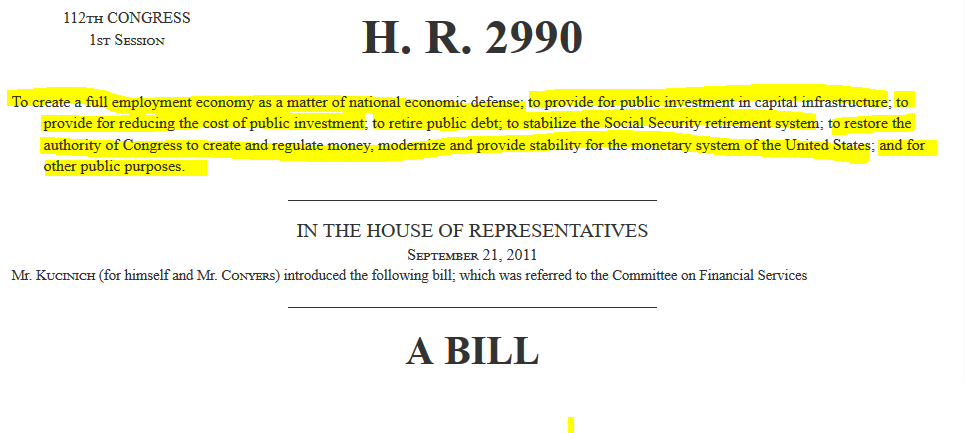 112TH CONGRESS
1ST SESSION
H. R. 2990
To create a full employment economy as a matter of national economic defense; to provide for public investment in capital infrastructure; to
provide for reducing the cost of public investment; to retire public debt; to stabilize the Social Security retirement system; to restore the
authority of Congress to create and regulate money, modernize and provide stability for the monetary system of the United States; and for
other public purposes.
IN THE HOUSE OF REPRESENTATIVES
SEPTEMBER 21, 2011
Mr. KUCINICH (for himself and Mr. CONYERS) introduced the following bill; which was referred to the Committee on Financial Services
A BILL